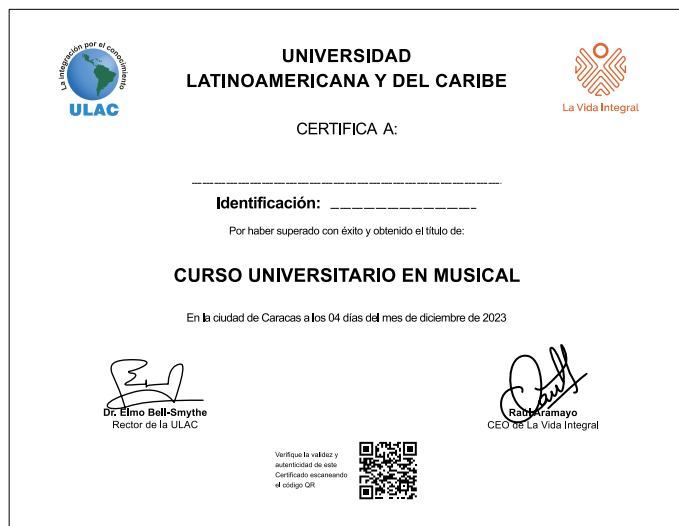 La integración por el conocimiento
ULAC
UNIVERSIDAD
LATINOAMERICANA Y DEL CARIBE
La Vida Integral
CERTIFICA A:
Identificación:
Por haber superado con éxito y obtenido el título de:
CURSO UNIVERSITARIO EN MUSICAL
En la ciudad de Caracas a los 04 días del mes de diciembre de 2023
Dr. Elmo Bell-Smythe
Rector de la ULAC
Raúl Aramayo
CEO de La Vida Integral
Verifique la validez y
autenticidad de este
Certificado escaneando
el código QR